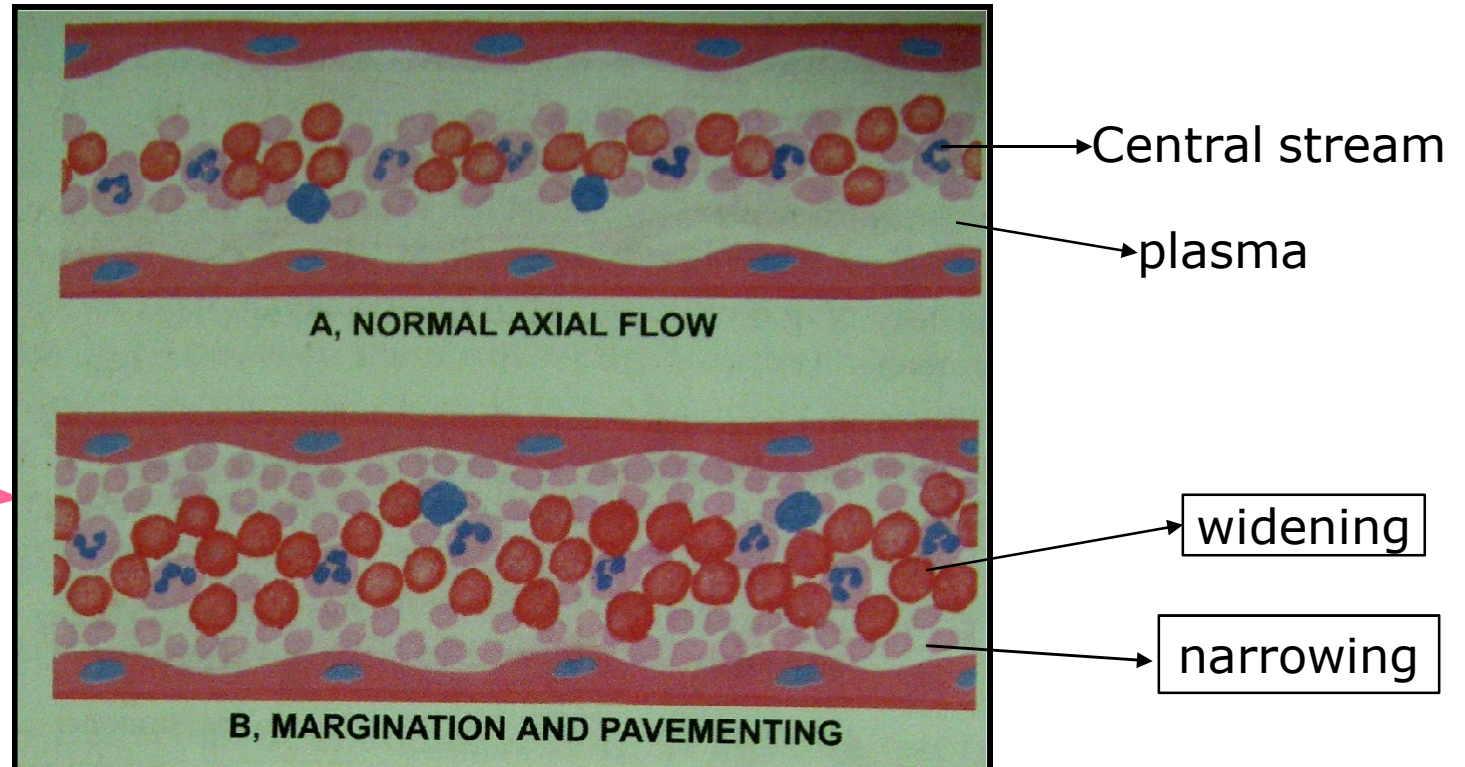 Central stream
plasma
A, NORMAL AXIAL FLOW
widening
narrowing
B, MARGINATION AND PAVEMENTING